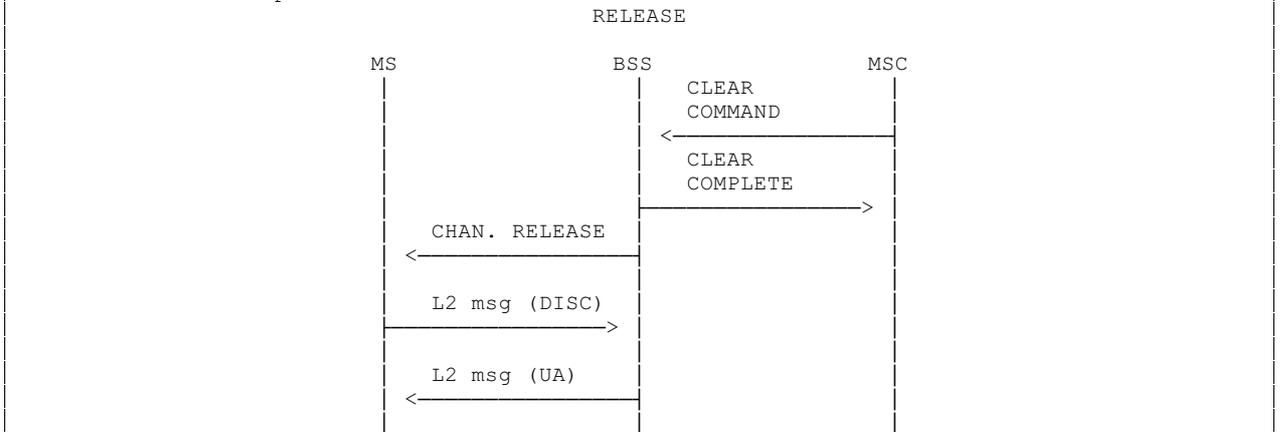 RELEASE
MS BSS MSC
CLEAR
COMMAND
CLEAR
COMPLETE
CHAN. RELEASE
L2 msg (DISC)
L2 msg (UA)